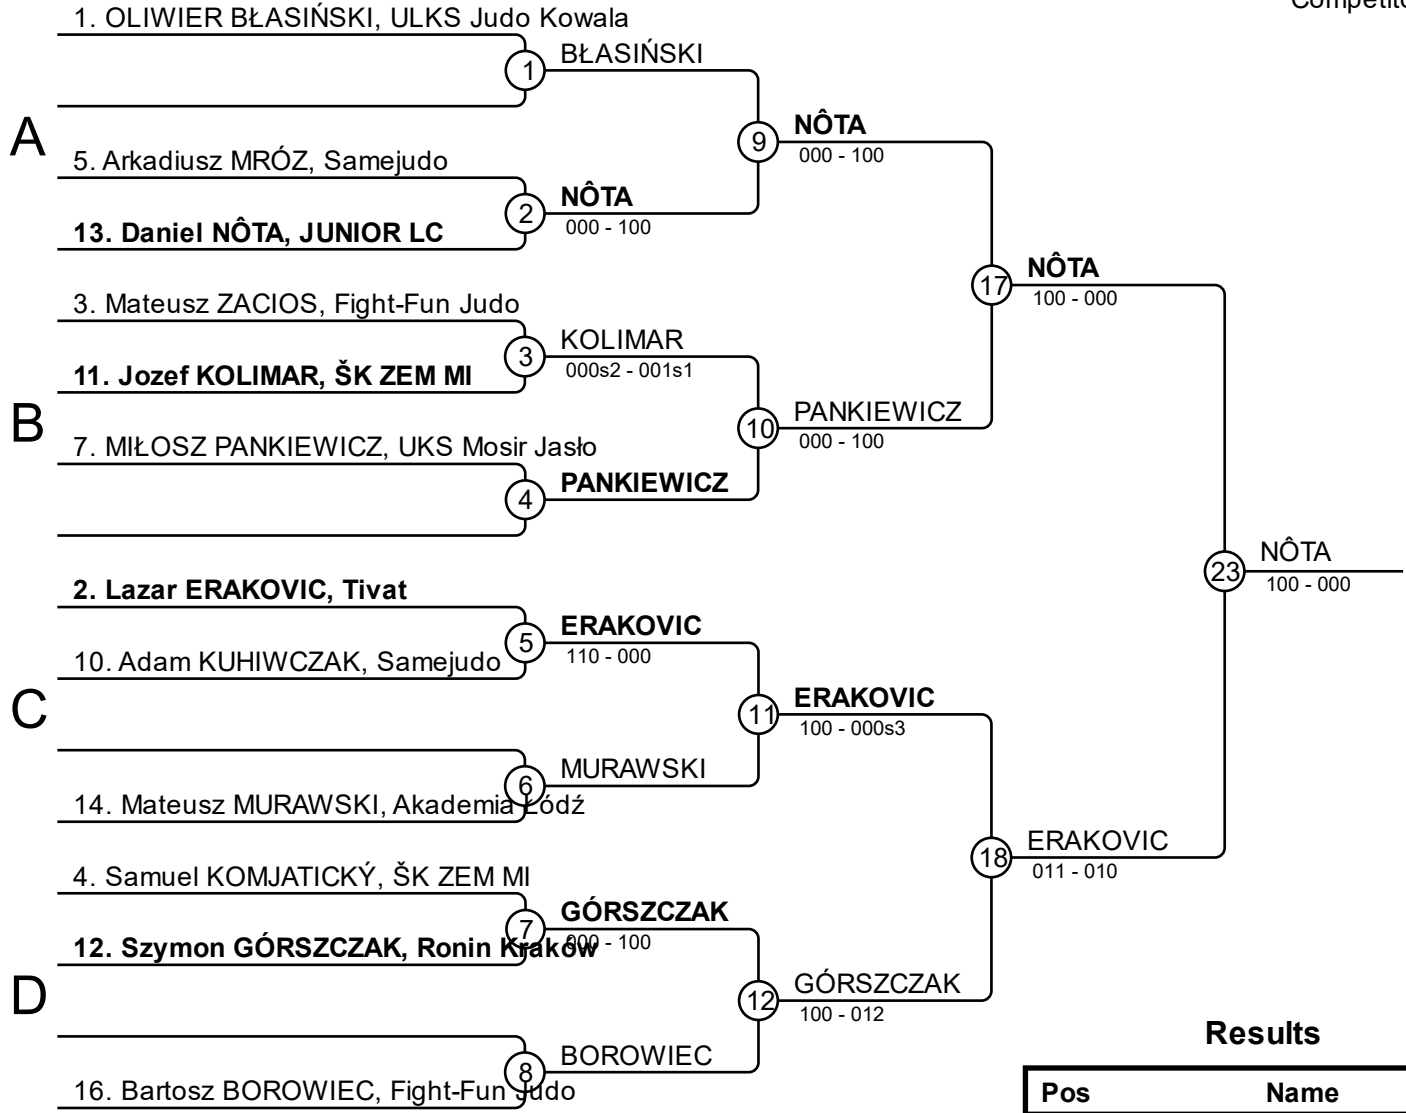 Competito
1. OLIWIER BŁASIŃSKI, ULKS Judo Kowala
1
BŁASIŃSKI
A
5. Arkadiusz MRÓZ, Samejudo
13. Daniel NÔTA, JUNIOR LC
2
NÔTA
000 - 100
9
NÔTA
000 - 100
3. Mateusz ZACIOS, Fight-Fun Judo
11. Jozef KOLIMAR, ŠK ZEM MI
3
KOLIMAR
000s2 - 001s1
B
7. MIŁOSZ PANKIEWICZ, UKS Mosir Jasło
4
PANKIEWICZ
10
PANKIEWICZ
000 - 100
17
NÔTA
100 - 000
2. Lazar ERAKOVIC, Tivat
10. Adam KUHIWCZAK, Samejudo
5
ERAKOVIC
110 - 000
C
14. Mateusz MURAWSKI, Akademia Łódź
6
MURAWSKI
11
ERAKOVIC
100 - 000s3
4. Samuel KOMJATICKÝ, ŠK ZEM MI
12. Szymon GÓRSZCZAK, Ronin Kraków
7
GÓRSZCZAK
000 - 100
D
16. Bartosz BOROWIEC, Fight-Fun Judo
8
BOROWIEC
12
GÓRSZCZAK
100 - 012
18
ERAKOVIC
011 - 010
23
NÔTA
100 - 000
Results
Pos Name